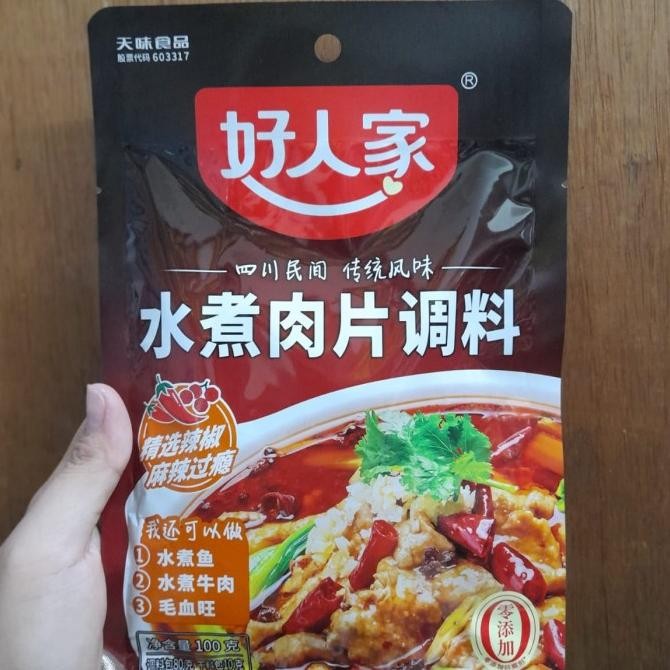 天味食品
股票代码 603317
®
好人家
四川民间 传统风味
水煮肉片调料
精选辣椒
麻辣过瘾
我还可以做
1 水煮鱼
2 水煮牛肉
3 毛血旺
净含量 100克
零添加
0